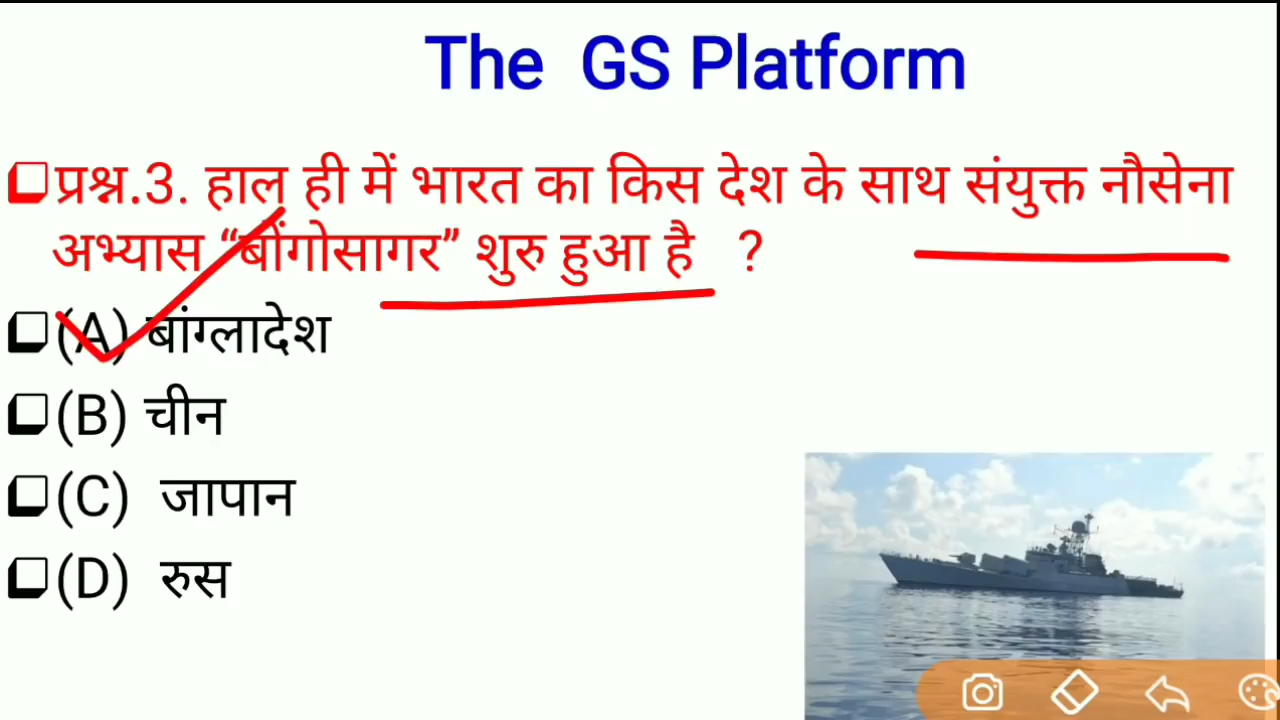 The GS Platform
प्रश्न.3. हाल ही में भारत का किस देश के साथ संयुक्त नौसेना
अभ्यास “बोंगोसागर” शुरु हुआ है ?
(A) बांग्लादेश
(B) चीन
(C) जापान
(D) रुस